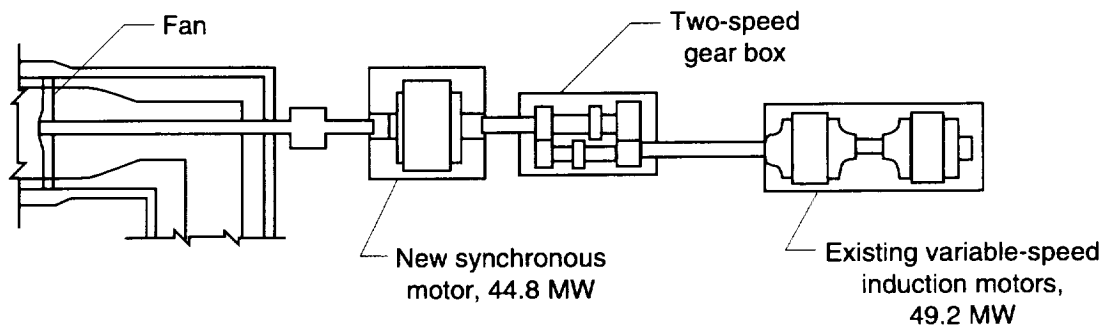 Fan
Two-speed
gear box
New synchronous
motor, 44.8 MW
Existing variable-speed
induction motors,
49.2 MW